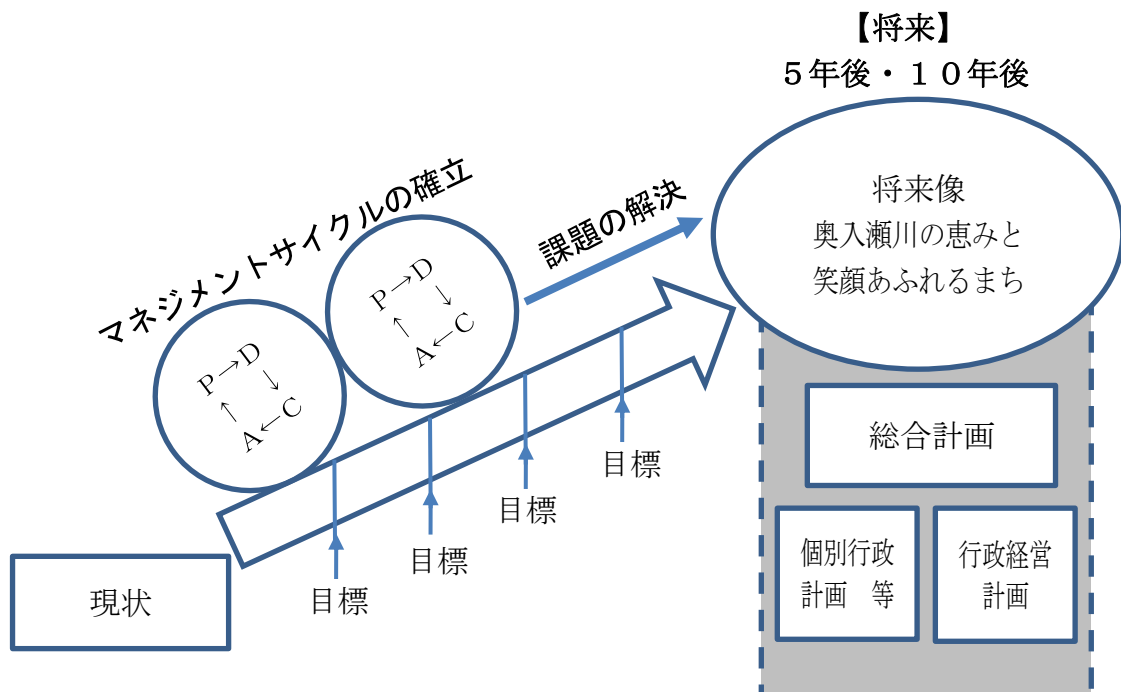 【将来】
５年後・１０年後
将来像
奥入瀬川の恵みと
笑顔あふれるまち
マネジメントサイクルの確立
課題の解決
P→D
↑ ↓
A←C
P→D
↑ ↓
A←C
目標
目標
目標
目標
現状
総合計画
個別行政
計画　等
行政経営
計画